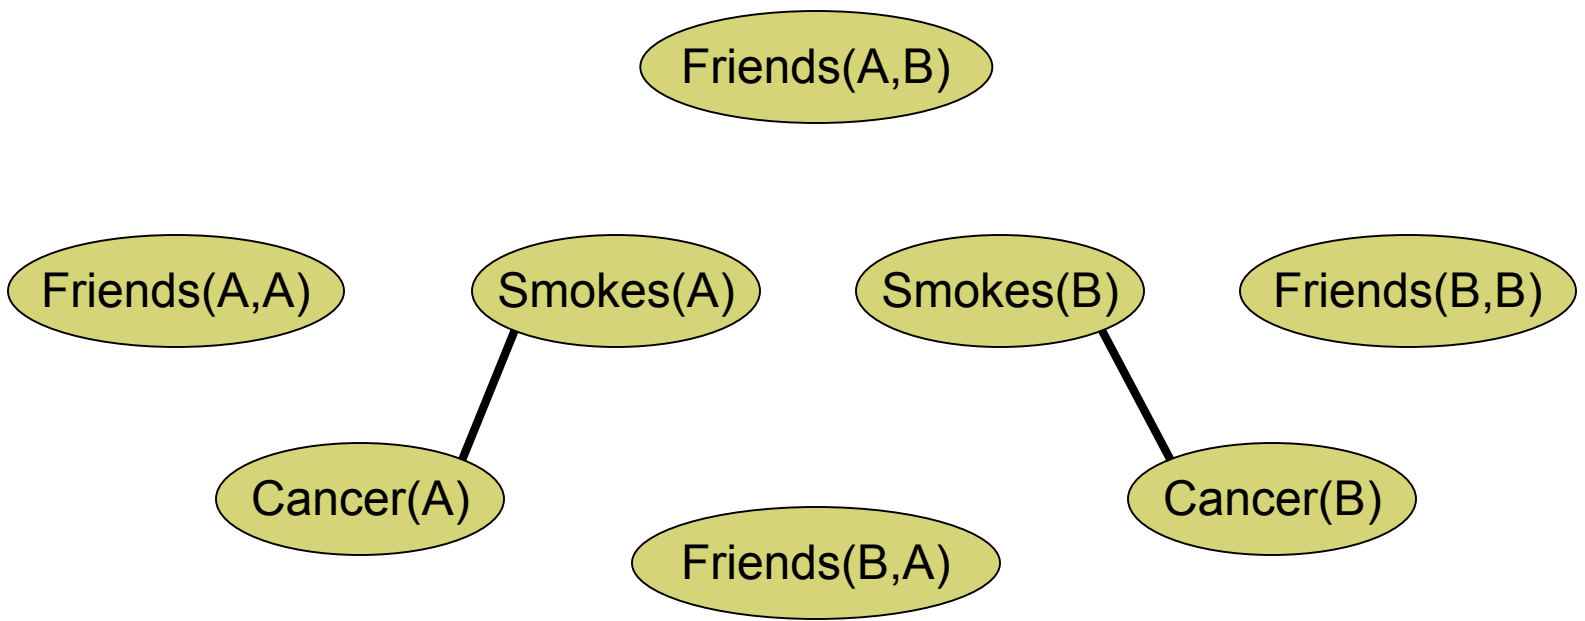 Friends(A,B)
Friends(A,A)
Smokes(A)
Smokes(B)
Friends(B,B)
Cancer(A)
Cancer(B)
Friends(B,A)